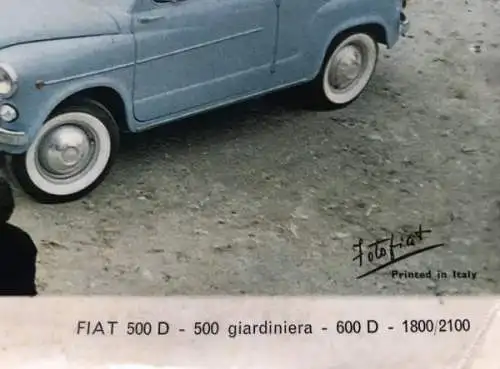 Fotofiat
Printed in Italy
FIAT 500 D - 500 giardiniera - 600 D - 1800/2100